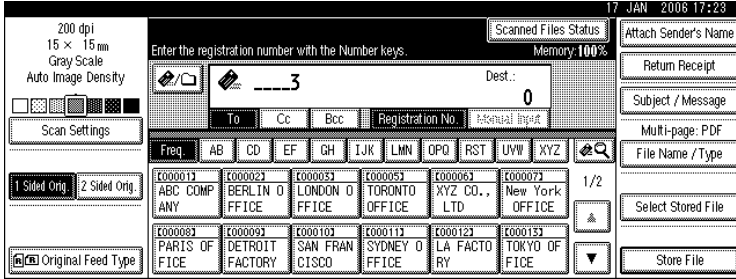 17 JAN 2006 17:23
200 dpi
15 × 15 mm
Gray Scale
Auto Image Density
Scan Settings
1 Sided Orig.
2 Sided Orig.
Original Feed Type
Scanned Files Status
Enter the registration number with the Number keys.
Memory:100%
____3
Dest.:
0
To
Cc
Bcc
Registration No.
Manual Input
Freq.
AB
CD
EF
GH
IJK
LMN
OPQ
RST
UVW
XYZ
[00001]
ABC COMP
ANY
[00002]
BERLIN O
FFICE
[00003]
LONDON O
FFICE
[00005]
TORONTO
OFFICE
[00006]
XYZ CO.,
LTD
[00007]
New York
OFFICE
[00008]
PARIS OF
FICE
[00009]
DETROIT
FACTORY
[00010]
SAN FRAN
CISCO
[00011]
SYDNEY O
FFICE
[00012]
LA FACTO
RY
[00013]
TOKYO OF
FICE
1/2
Attach Sender's Name
Return Receipt
Subject / Message
Multi-page: PDF
File Name / Type
Select Stored File
Store File